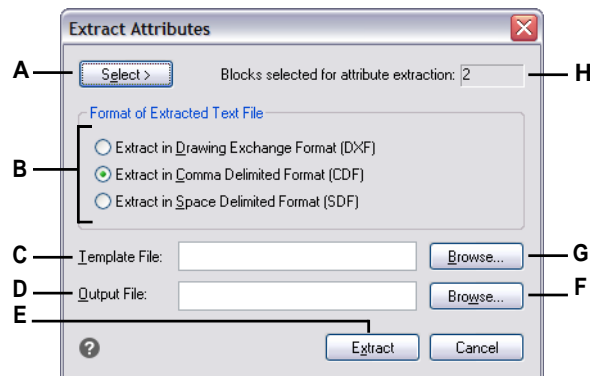 Extract Attributes
A Select > Blocks selected for attribute extraction: 2 H
Format of Extracted Text File
Extract in Drawing Exchange Format (DXF)
B Extract in Comma Delimited Format (CDF)
Extract in Space Delimited Format (SDF)
C Template File: Browse... G
D Output File: Browse... F
E
? Extract Cancel